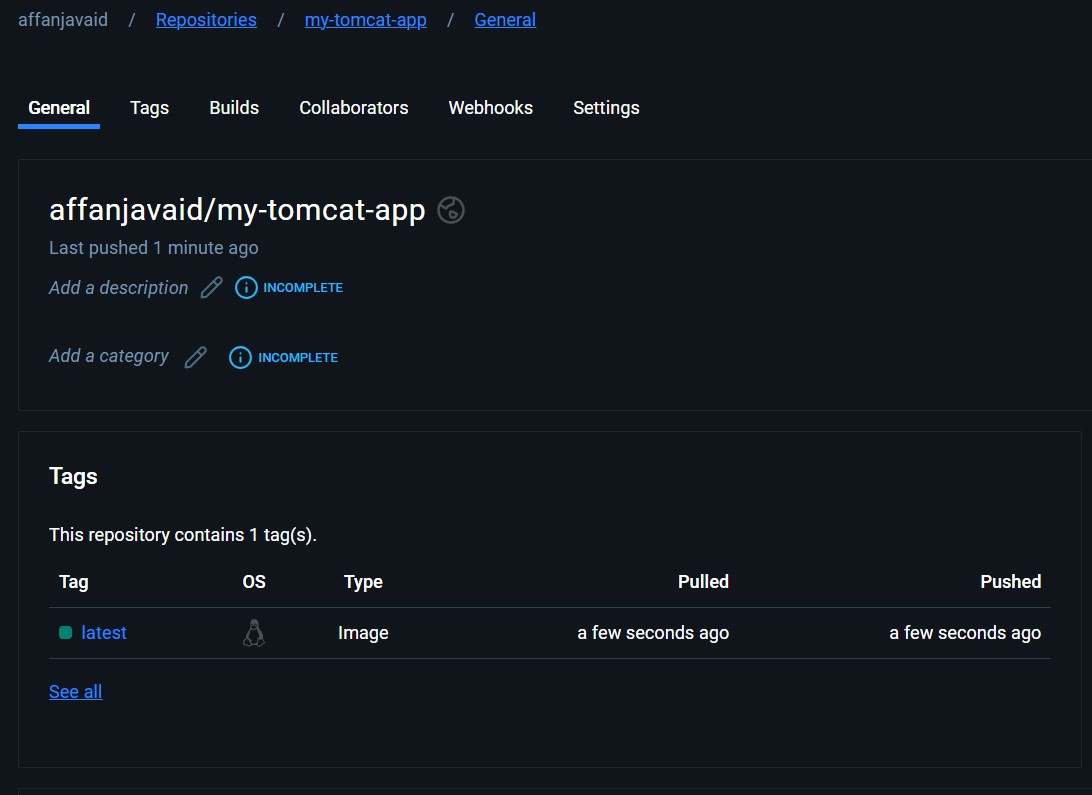 affanjavaid / Repositories / my-tomcat-app / General
General Tags Builds Collaborators Webhooks Settings
affanjavaid/my-tomcat-app
Last pushed 1 minute ago
Add a description INCOMPLETE
Add a category INCOMPLETE
Tags
This repository contains 1 tag(s).
Tag OS Type Pulled Pushed
latest Image a few seconds ago a few seconds ago
See all